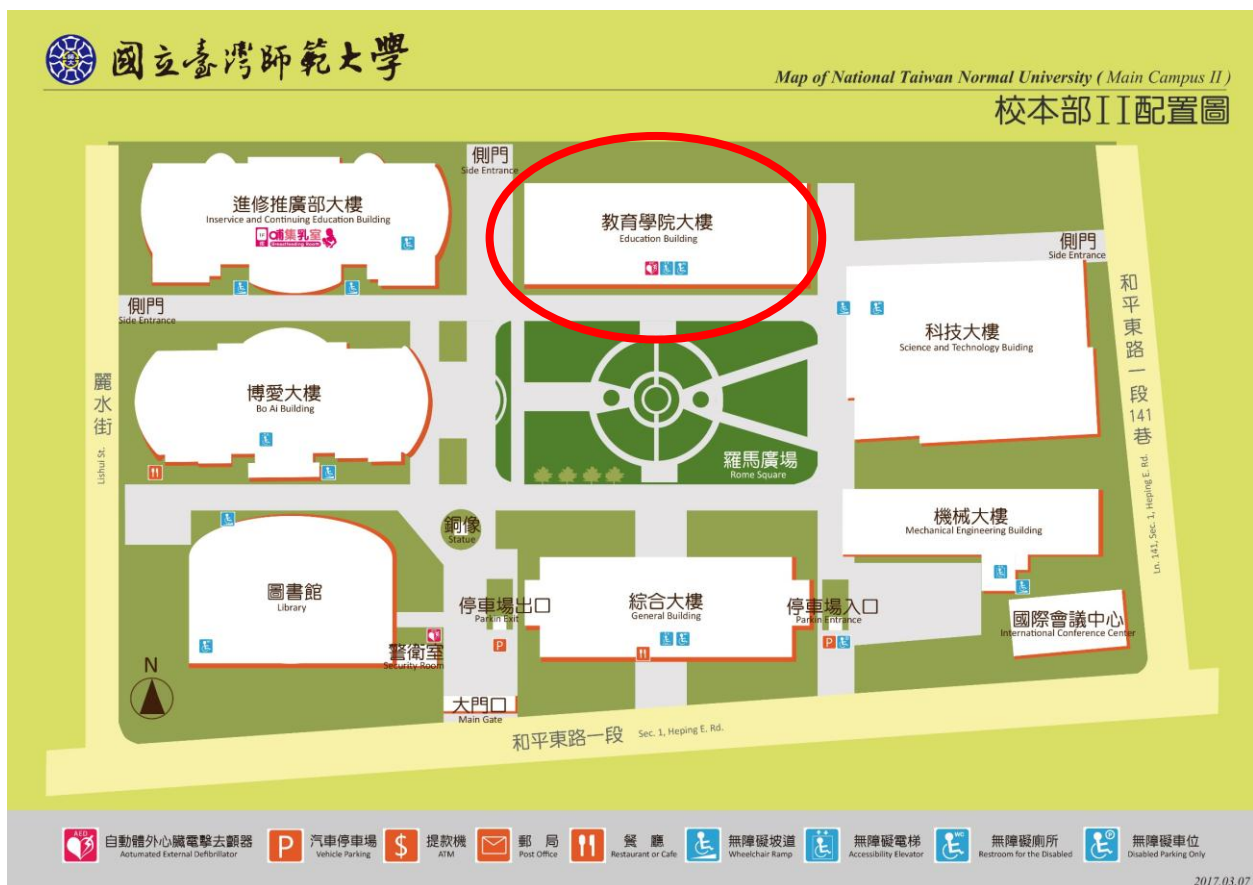 國立臺灣師範大學
Map of National Taiwan Normal University ( Main Campus II )
校本部II配置圖
側門
Side Entrance
進修推廣部大樓
Inservice and Continuing Education Building
哺集乳室
Breastfeeding Room
教育學院大樓
Education Building
側門
Side Entrance
側門
Side Entrance
科技大樓
Science and Technology Buiding
和平東路一段141巷
Ln. 141, Sec. 1, Heping E. Rd.
麗水街
Lishui St.
博愛大樓
Bo Ai Building
羅馬廣場
Rome Square
銅像
Statue
機械大樓
Mechanical Engineering Building
圖書館
Library
停車場出口
Parkin Exit
P
綜合大樓
General Building
停車場入口
Parkin Entrance
P
國際會議中心
International Conference Center
警衛室
Security Room
N
大門口
Main Gate
和平東路一段 Sec. 1, Heping E. Rd.
AED
自動體外心臟電擊去顫器
Aotumated External Defibrillator
P
汽車停車場
Vehicle Parking
$
提款機
ATM
郵局
Post Office
餐廳
Restaurant or Cafe
無障礙坡道
Wheelchair Ramp
無障礙電梯
Accessibility Elevator
WC
無障礙廁所
Restroom for the Disabled
P
無障礙車位
Disabled Parking Only
2017.03.07